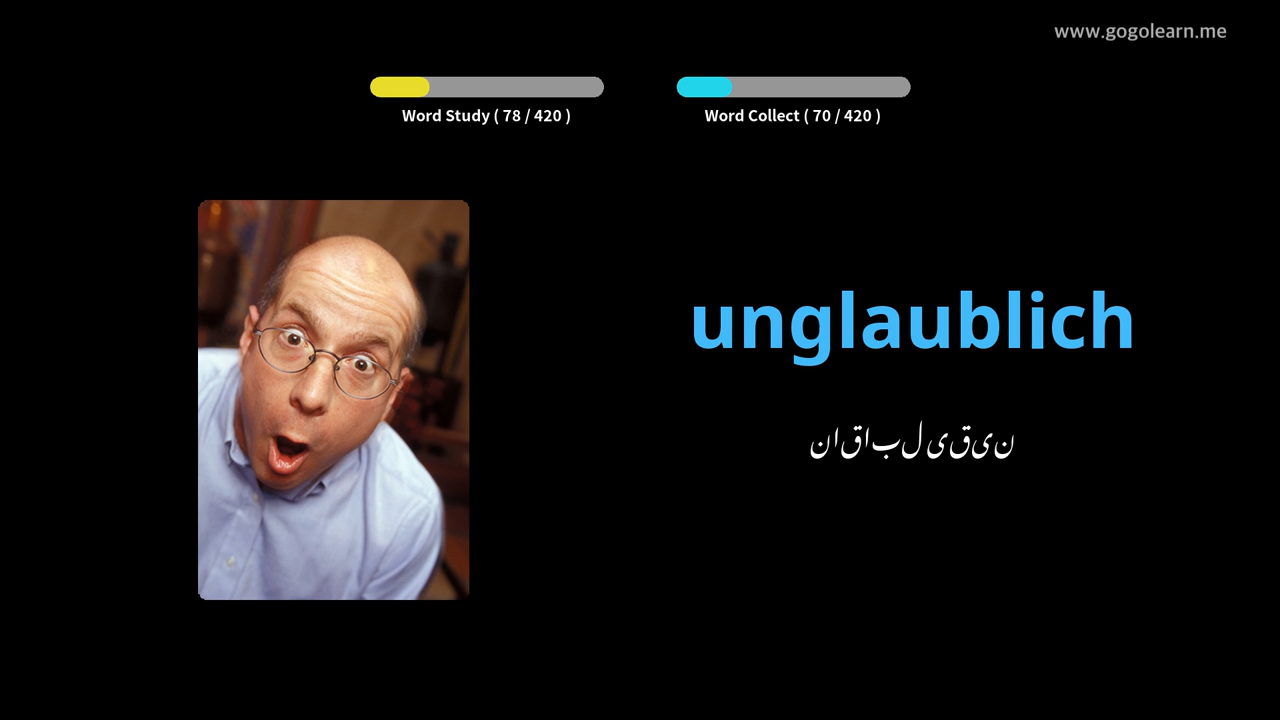 www.gogolearn.me
Word Study ( 78 / 420 )
Word Collect ( 70 / 420 )
unglaublich
ناقابل یقین